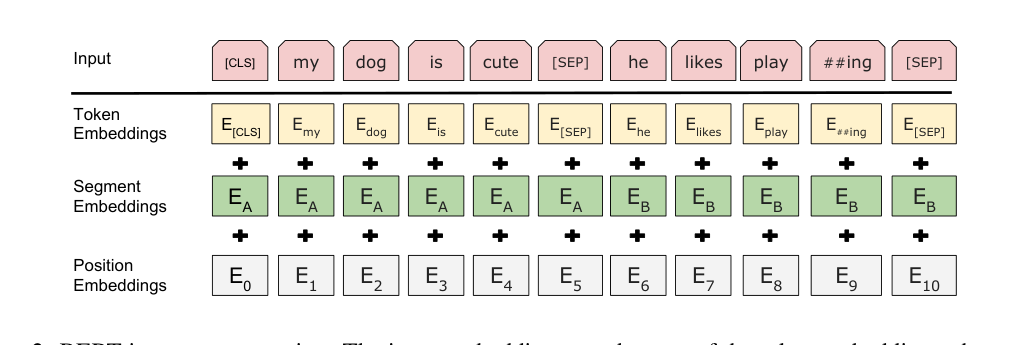 Input [CLS] my dog is cute [SEP] he likes play ##ing [SEP]
Token
Embeddings
E[CLS] Emy Edog Eis Ecute E[SEP] Ehe Elikes Eplay E##ing E[SEP]
+ + + + + + + + + + +
Segment
Embeddings
EA EA EA EA EA EA EB EB EB EB EB
+ + + + + + + + + + +
Position
Embeddings
E0 E1 E2 E3 E4 E5 E6 E7 E8 E9 E10